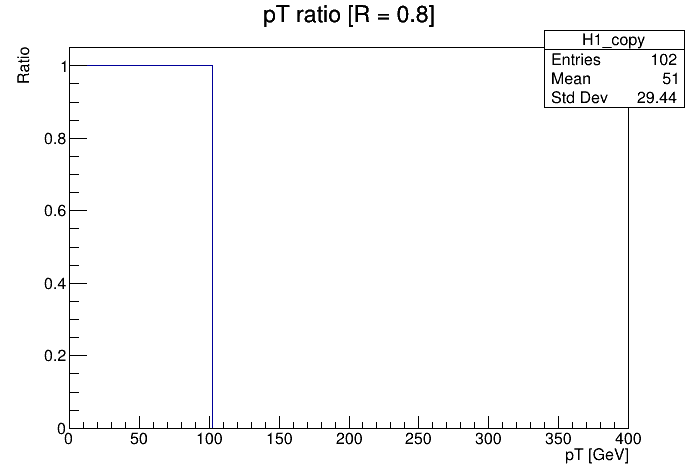 pT ratio [R = 0.8]
H1_copy
Entries 102
Mean 51
Std Dev 29.44
Ratio
1
0.8
0.6
0.4
0.2
0
0 50 100 150 200 250 300 350 400
pT [GeV]